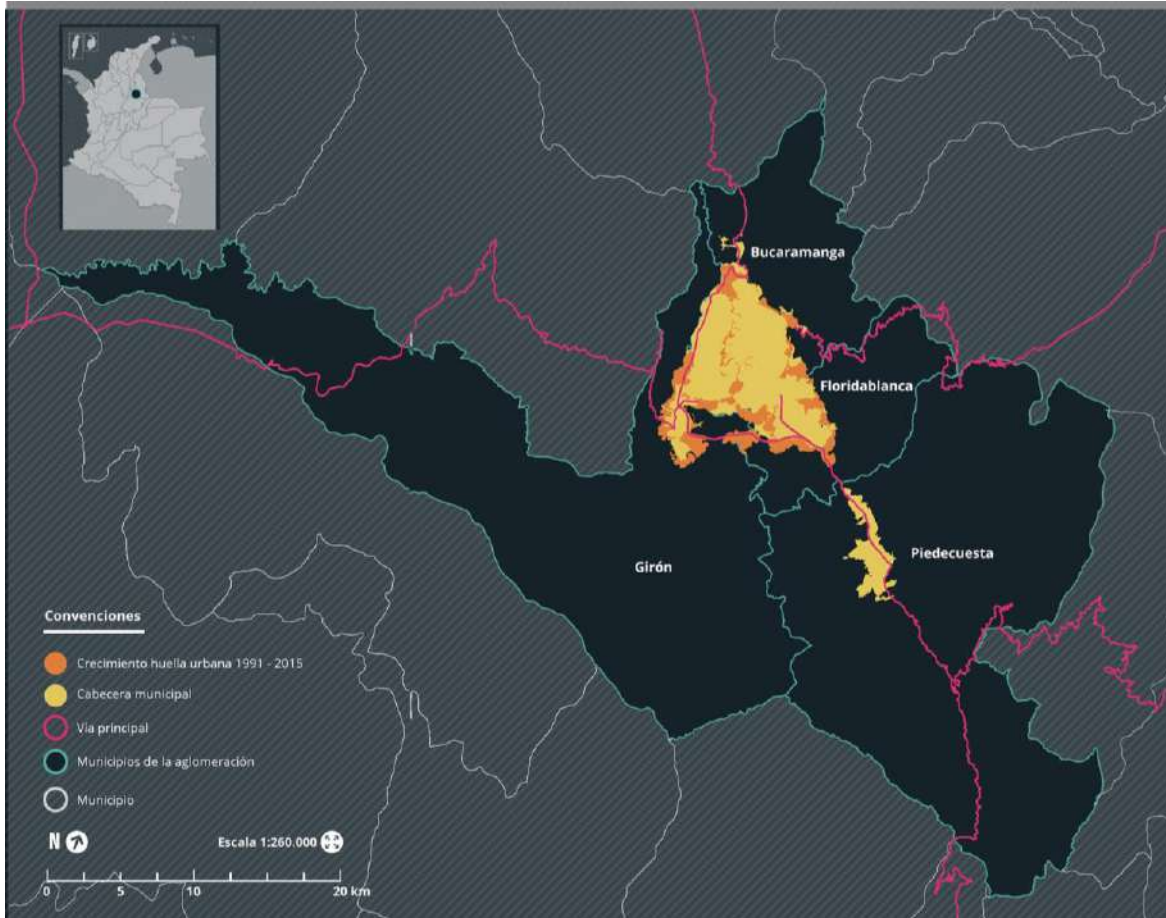 Bucaramanga
Floridablanca
Piedecuesta
Girón
Convenciones
Crecimiento huella urbana 1991 - 2015
Cabecera municipal
Vía principal
Municipios de la aglomeración
Municipio
N
Escala 1:260.000
0 5 10 20 km